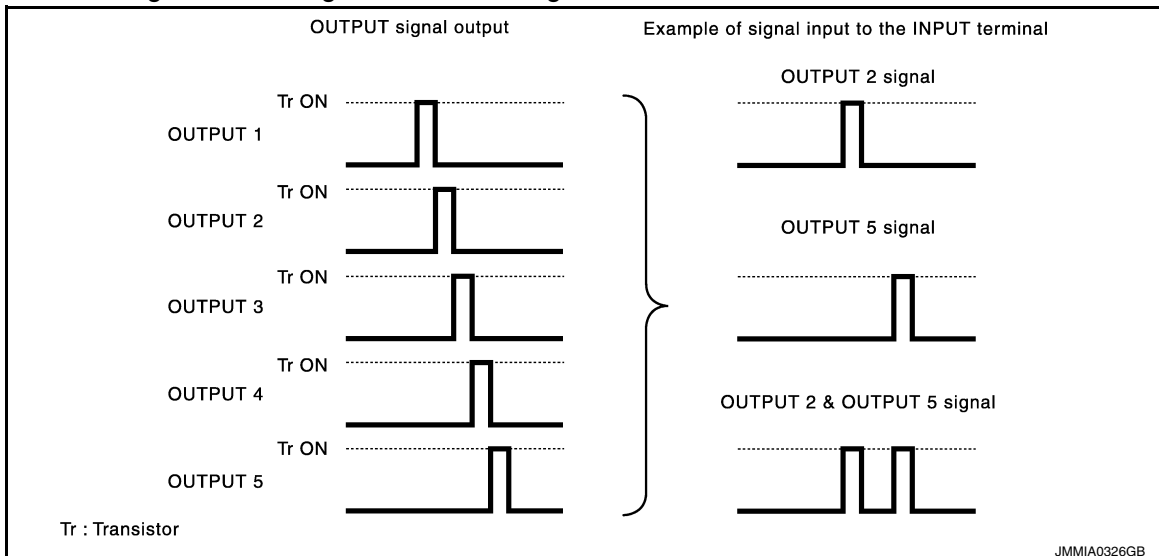 OUTPUT signal output
Example of signal input to the INPUT terminal
OUTPUT 2 signal
Tr ON
OUTPUT 1
Tr ON
OUTPUT 2
OUTPUT 5 signal
Tr ON
OUTPUT 3
Tr ON
OUTPUT 4
OUTPUT 2 & OUTPUT 5 signal
Tr ON
OUTPUT 5
Tr : Transistor
JMMIA0326GB